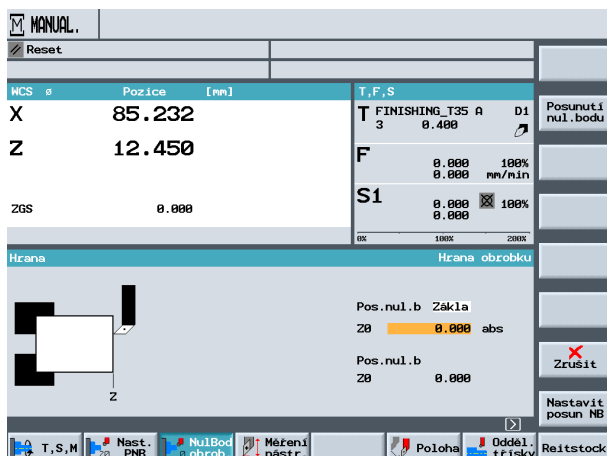 M MANUAL.
Reset
WCS ø Pozice [mm]
T,F,S
X 85.232
T FINISHING_T35 A D1
3 0.400
Posunutí
nul.bodu
Z 12.450
F 0.000 100%
0.000 mm/min
S1 0.000 100%
0.000
ZGS 0.000
0% 100% 200%
Hrana
Hrana obrobku
Pos.nul.b Zákla
Z0 0.000 abs
Pos.nul.b
Z0 0.000
Z
Zrušit
Nastavit
posun NB
T,S,M
Nast.
PNB
NulBod
obrob.
Měření
nástr.
Poloha
Odděl.
třísky
Reitstock